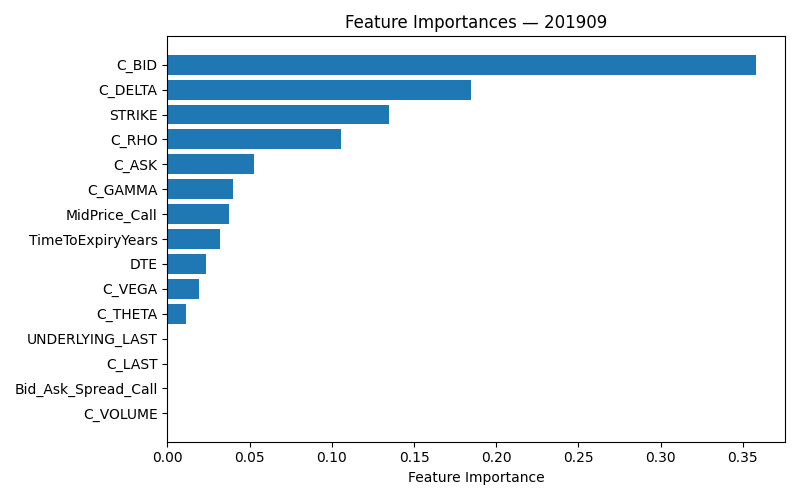 Feature Importances — 201909
C_BID
C_DELTA
STRIKE
C_RHO
C_ASK
C_GAMMA
MidPrice_Call
TimeToExpiryYears
DTE
C_VEGA
C_THETA
UNDERLYING_LAST
C_LAST
Bid_Ask_Spread_Call
C_VOLUME
0.00 0.05 0.10 0.15 0.20 0.25 0.30 0.35
Feature Importance